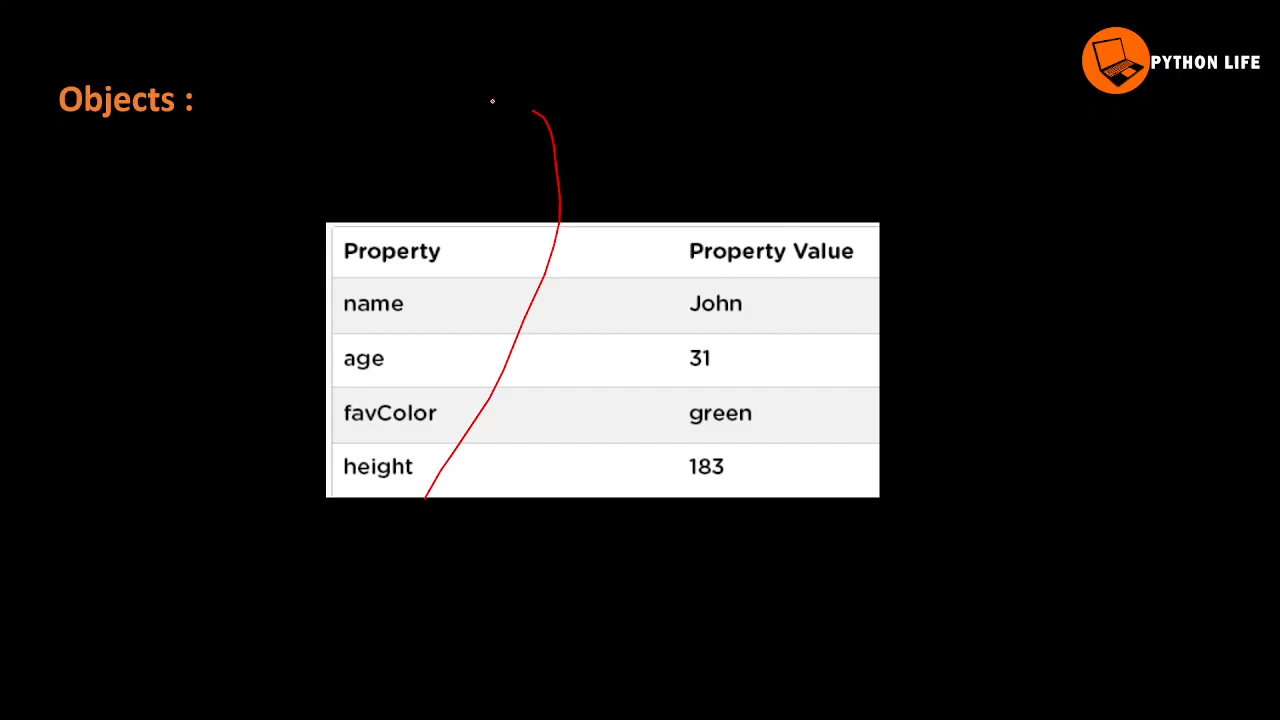 PYTHON LIFE
Objects :
Property Property Value
name John
age 31
favColor green
height 183